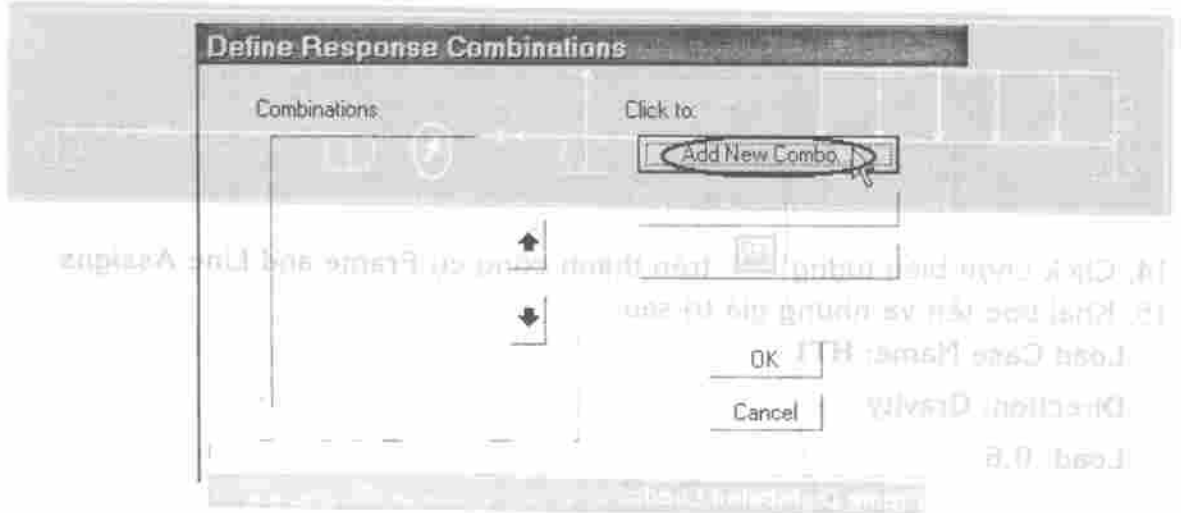 Define Response Combinations
Combinations
Click to:
Add New Combo
OK
Cancel
14. Click chọn biểu tượng trên thanh công cụ Frame and Line Assigns
15. Khai báo tên và những giá trị sau
Load Case Name: HT1
Direction: Gravity
Load: 0.6